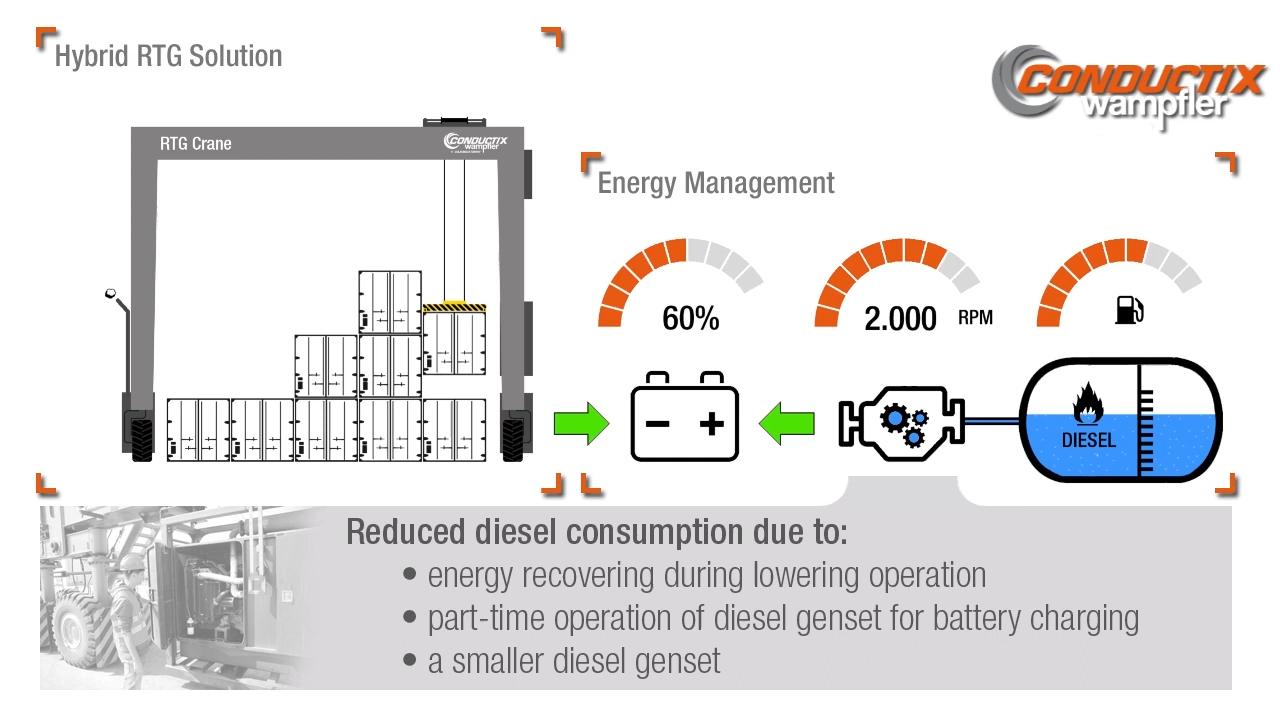 Hybrid RTG Solution
CONDUCTIX
wampfler
RTG Crane
CONDUCTIX
wampfler
Energy Management
60%
2.000 RPM
DIESEL
Reduced diesel consumption due to:
• energy recovering during lowering operation
• part-time operation of diesel genset for battery charging
• a smaller diesel genset